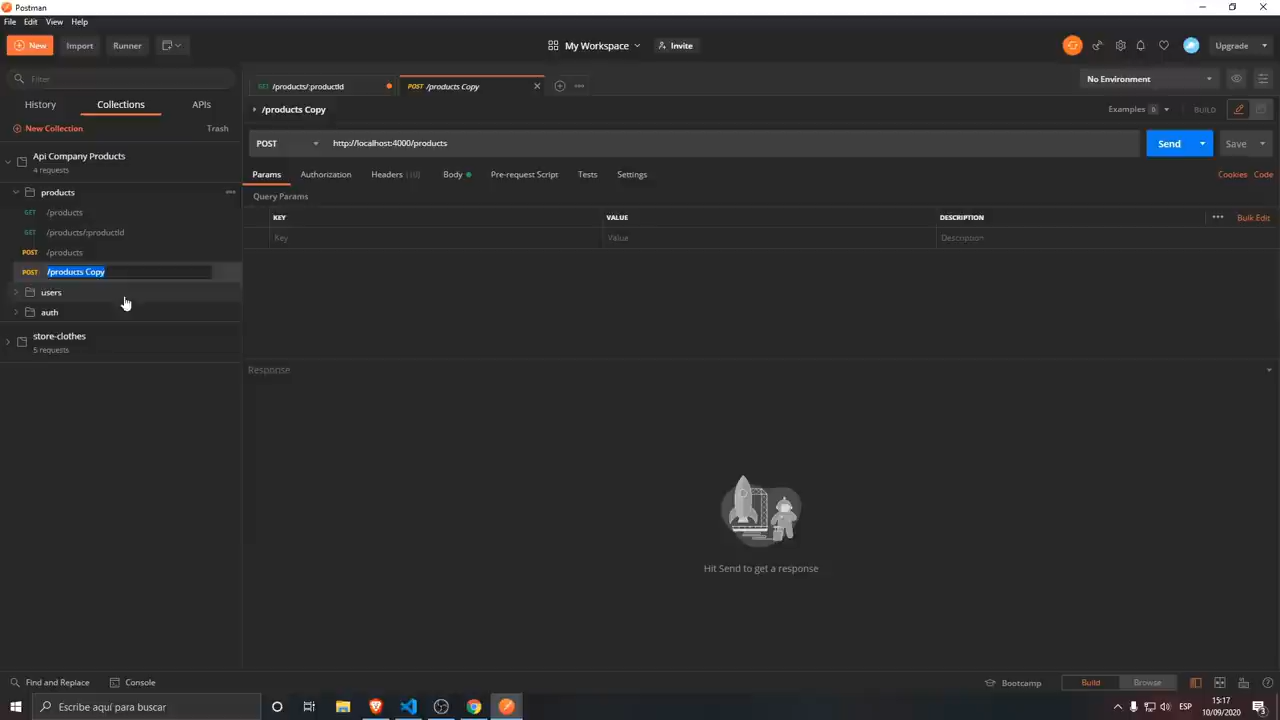 Postman
File Edit View Help
New Import Runner My Workspace Invite Upgrade
Filter
History Collections APIs
New Collection Trash
Api Company Products
4 requests
products
GET /products
GET /products/:productId
POST /products
POST /products Copy
users
auth
store-clothes
5 requests
GET /products/:productId POST /products Copy No Environment
/products Copy Examples 0 BUILD
POST http://localhost:4000/products Send Save
Params Authorization Headers (10) Body Pre-request Script Tests Settings Cookies Code
Query Params
KEY VALUE DESCRIPTION Bulk Edit
Key Value Description
Response
Hit Send to get a response
Find and Replace Console Bootcamp Build Browse
Escribe aquí para buscar ESP 15:17
10/09/2020 3